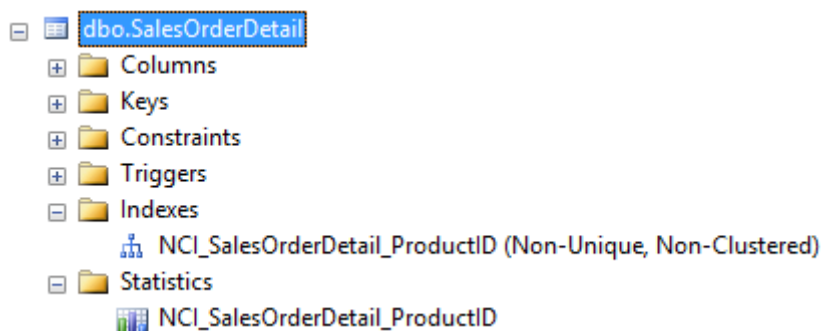 dbo.SalesOrderDetail
Columns
Keys
Constraints
Triggers
Indexes
NCI_SalesOrderDetail_ProductID (Non-Unique, Non-Clustered)
Statistics
NCI_SalesOrderDetail_ProductID